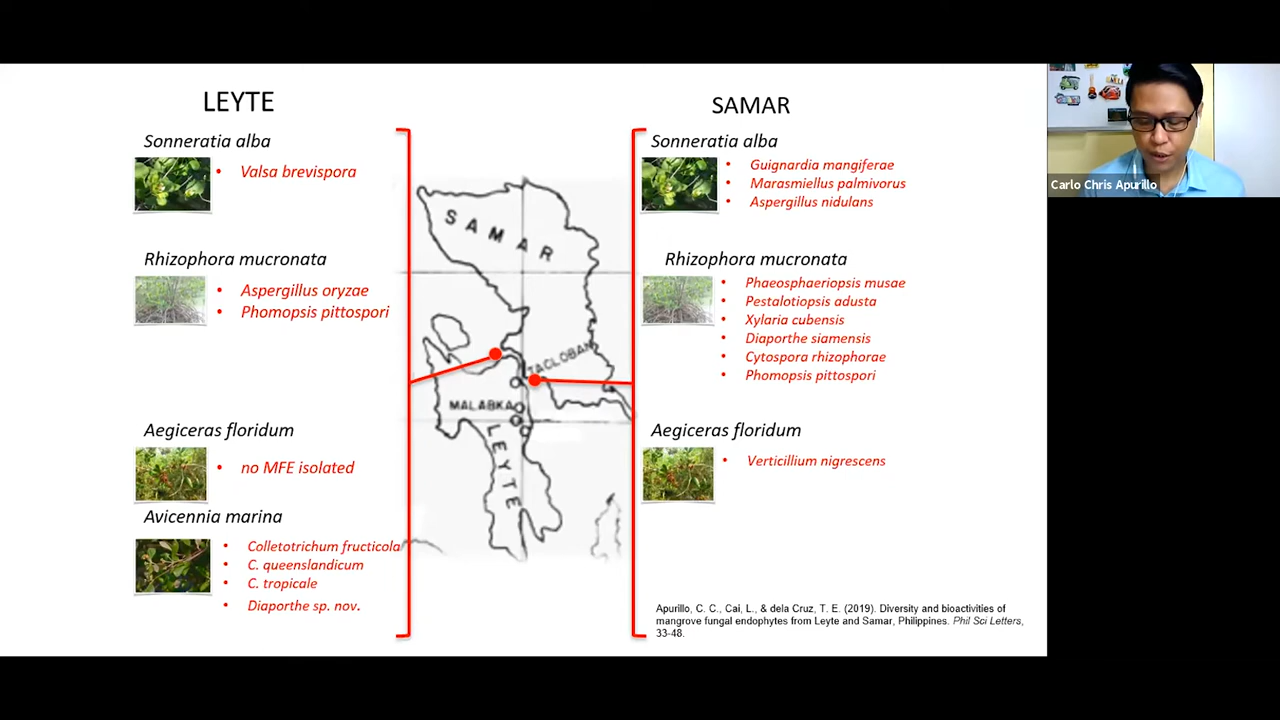 LEYTE
Sonneratia alba
• Valsa brevispora
Rhizophora mucronata
• Aspergillus oryzae
• Phomopsis pittospori
Aegiceras floridum
• no MFE isolated
Avicennia marina
• Colletotrichum fructicola
• C. queenslandicum
• C. tropicale
• Diaporthe sp. nov.
SAMAR
TACLOBAN
MALABKA
LEYTE
SAMAR
Sonneratia alba
• Guignardia mangiferae
• Marasmiellus palmivorus
• Aspergillus nidulans
Rhizophora mucronata
• Phaeosphaeriopsis musae
• Pestalotiopsis adusta
• Xylaria cubensis
• Diaporthe siamensis
• Cytospora rhizophorae
• Phomopsis pittospori
Aegiceras floridum
• Verticillium nigrescens
Apurillo, C. C., Cai, L., & dela Cruz, T. E. (2019). Diversity and bioactivities of
mangrove fungal endophytes from Leyte and Samar, Philippines. Phil Sci Letters,
33-48.
Carlo Chris Apurillo